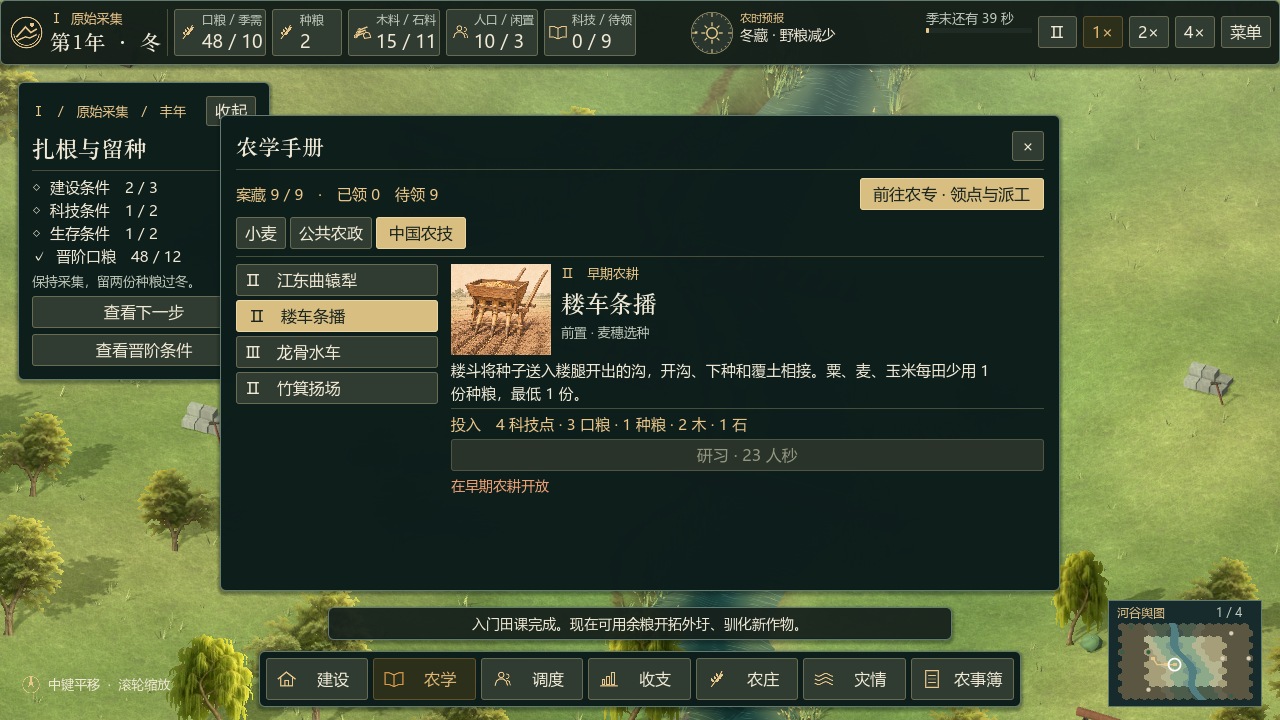 I 原始采集
第1年 · 冬
口粮 / 季需
48 / 10
种粮
2
木料 / 石料
15 / 11
人口 / 闲置
10 / 3
科技 / 待领
0 / 9
农时预报
冬藏 · 野粮减少
季末还有 39 秒
II
1×
2×
4×
菜单
I / 原始采集 / 丰年
收起
扎根与留种
◇ 建设条件 2 / 3
◇ 科技条件 1 / 2
◇ 生存条件 1 / 2
✓ 晋阶口粮 48 / 12
保持采集，留两份种粮过冬。
查看下一步
查看晋阶条件
农学手册
×
案藏 9 / 9 · 已领 0 待领 9
前往农专 · 领点与派工
小麦
公共农政
中国农技
II 江东曲辕犁
II 耧车条播
III 龙骨水车
II 竹箕扬场
II 早期农耕
耧车条播
前置 · 麦穗选种
耧斗将种子送入耧腿开出的沟，开沟、下种和覆土相接。粟、麦、玉米每田少用 1
份种粮，最低 1 份。
投入 4 科技点 · 3 口粮 · 1 种粮 · 2 木 · 1 石
研习 · 23 人秒
在早期农耕开放
入门田课完成。现在可用余粮开拓外圩、驯化新作物。
中键平移 · 滚轮缩放
建设
农学
调度
收支
农庄
灾情
农事簿
河谷舆图
1 / 4